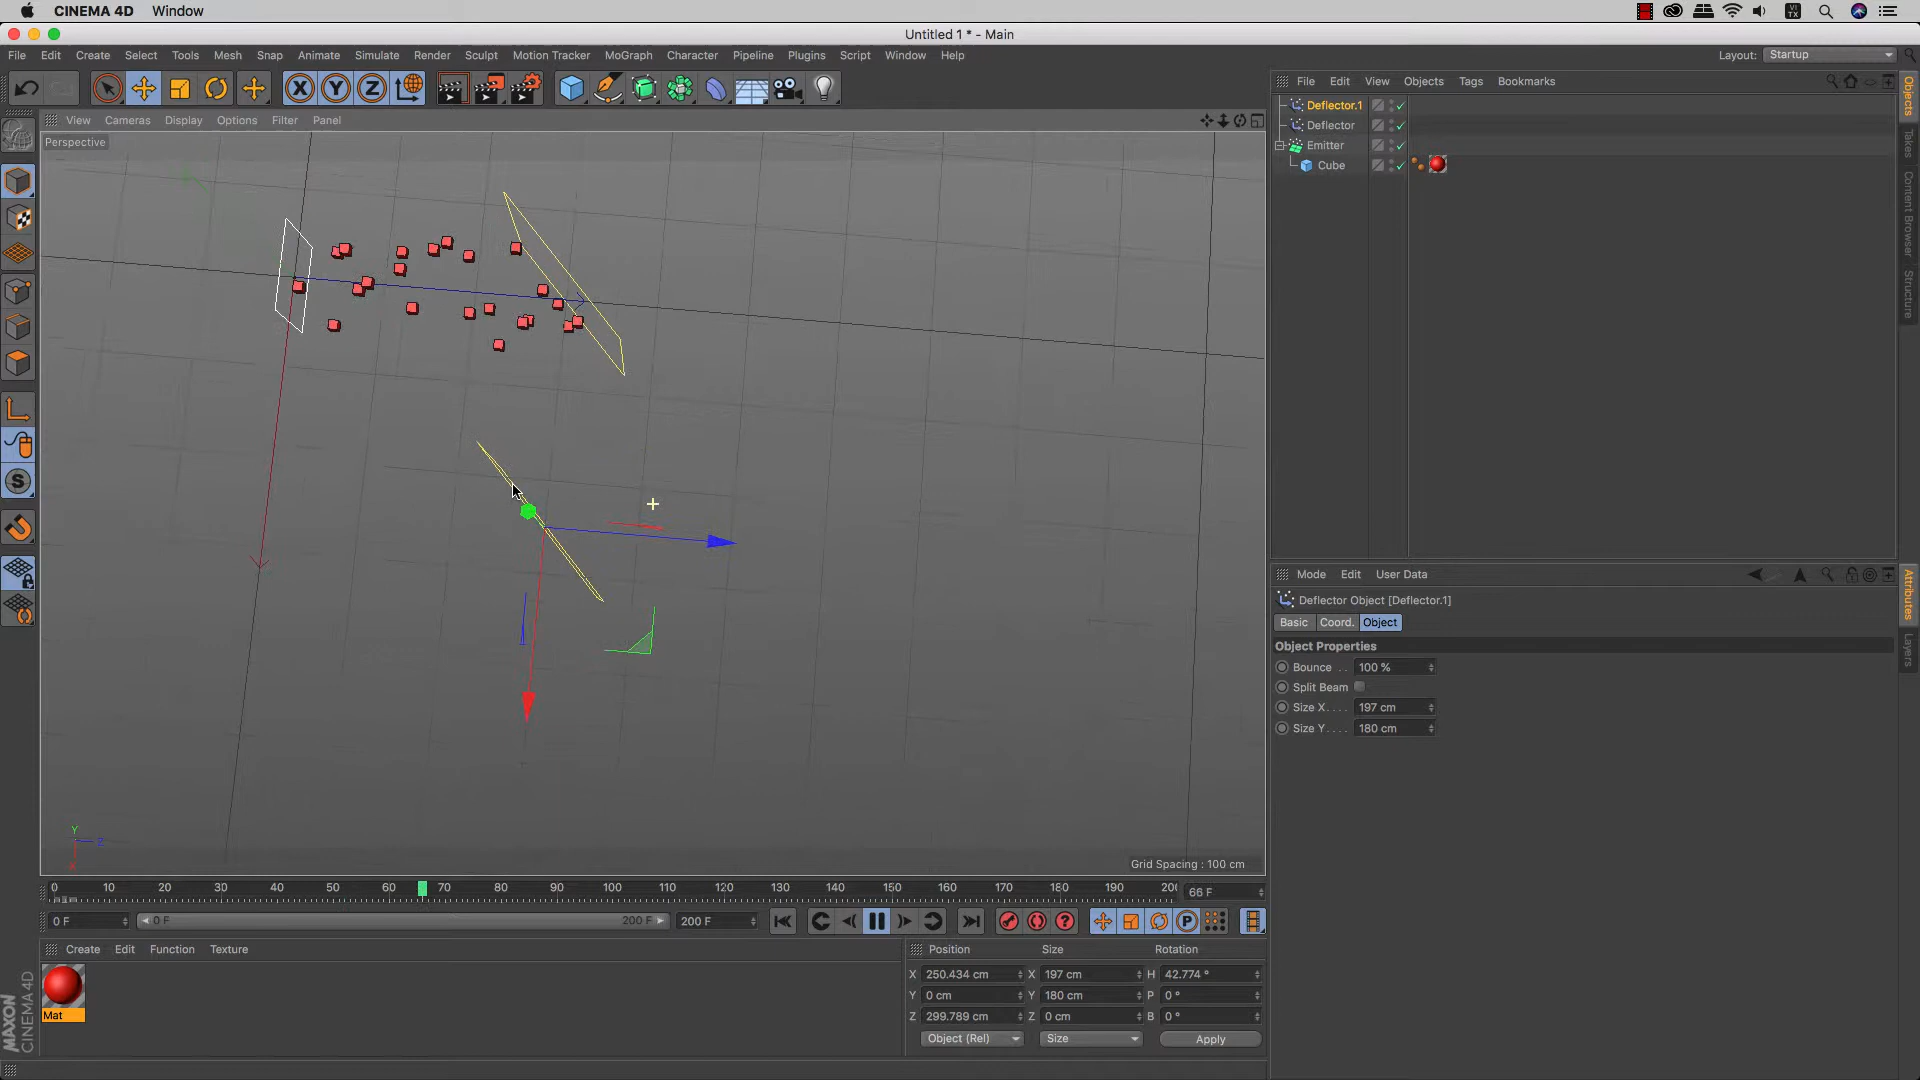 CINEMA 4D Window
Untitled 1 * - Main
File Edit Create Select Tools Mesh Snap Animate Simulate Render Sculpt Motion Tracker MoGraph Character Pipeline Plugins Script Window Help
Layout: Startup
File Edit View Objects Tags Bookmarks
View Cameras Display Options Filter Panel
Perspective
Deflector.1
Deflector
Emitter
Cube
Objects
Takes
Content Browser
Structure
Mode Edit User Data
Deflector Object [Deflector.1]
Basic Coord. Object
Object Properties
Bounce . . 100 %
Split Beam
Size X. . . . 197 cm
Size Y. . . . 180 cm
Attributes
Layers
Y
Z
X
Grid Spacing : 100 cm
0 10 20 30 40 50 60 70 80 90 100 110 120 130 140 150 160 170 180 190 200
66 F
0 F 0 F 200 F 200 F
Create Edit Function Texture
Mat
Position Size Rotation
X 250.434 cm X 197 cm H 42.774 °
Y 0 cm Y 180 cm P 0 °
Z 299.789 cm Z 0 cm B 0 °
Object (Rel) Size Apply
MAXON
CINEMA 4D